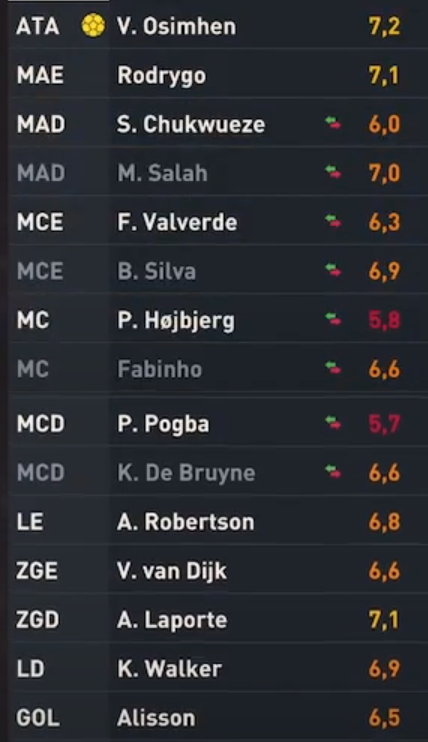 ATA V. Osimhen 7,2
MAE Rodrygo 7,1
MAD S. Chukwueze 6,0
MAD M. Salah 7,0
MCE F. Valverde 6,3
MCE B. Silva 6,9
MC P. Højbjerg 5,8
MC Fabinho 6,6
MCD P. Pogba 5,7
MCD K. De Bruyne 6,6
LE A. Robertson 6,8
ZGE V. van Dijk 6,6
ZGD A. Laporte 7,1
LD K. Walker 6,9
GOL Alisson 6,5